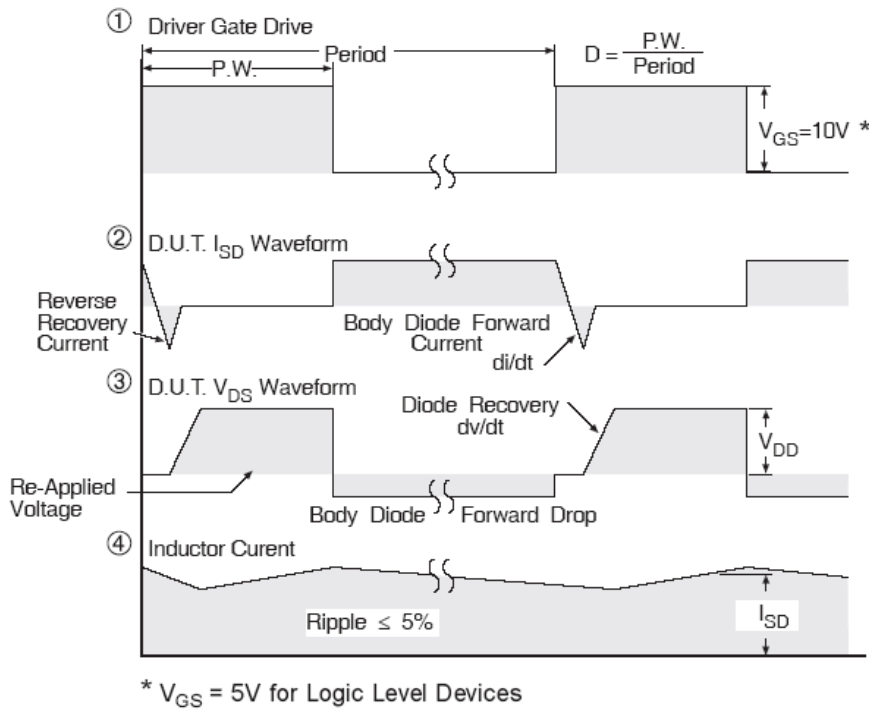 ① Driver Gate Drive
Period
P.W.
D = P.W. / Period
V_GS=10V *
② D.U.T. I_SD Waveform
Reverse
Recovery
Current
Body Diode Forward
Current
di/dt
③ D.U.T. V_DS Waveform
Diode Recovery
dv/dt
V_DD
Re-Applied
Voltage
Body Diode Forward Drop
④ Inductor Curent
Ripple ≤ 5%
I_SD
* V_GS = 5V for Logic Level Devices